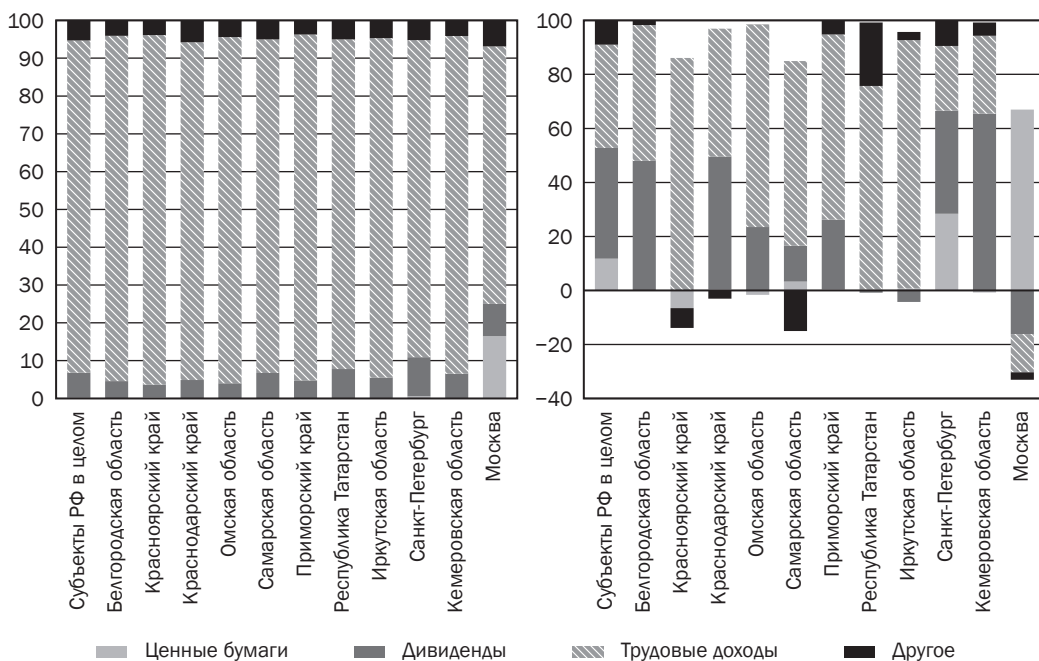 100
90
80
70
60
50
40
30
20
10
0
Субъекты РФ в целом
Белгородская область
Красноярский край
Краснодарский край
Омская область
Самарская область
Приморский край
Республика Татарстан
Иркутская область
Санкт-Петербург
Кемеровская область
Москва
100
80
60
40
20
0
−20
−40
Субъекты РФ в целом
Белгородская область
Красноярский край
Краснодарский край
Омская область
Самарская область
Приморский край
Республика Татарстан
Иркутская область
Санкт-Петербург
Кемеровская область
Москва
Ценные бумаги Дивиденды Трудовые доходы Другое